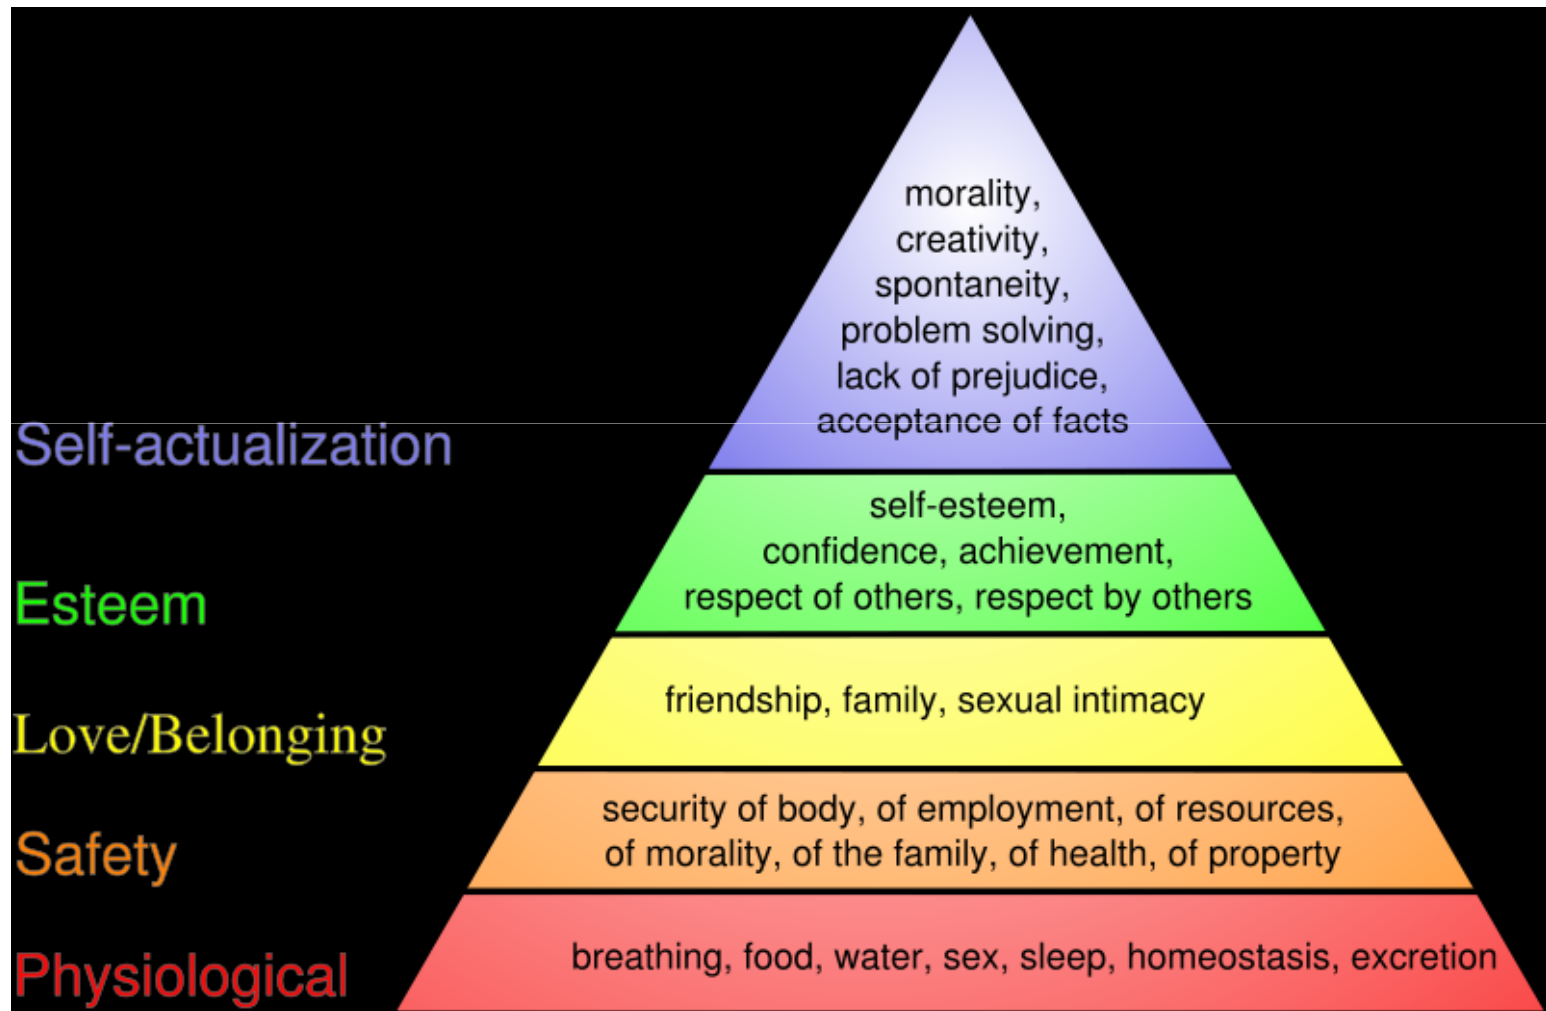 morality,
creativity,
spontaneity,
problem solving,
lack of prejudice,
acceptance of facts
Self-actualization
self-esteem,
confidence, achievement,
respect of others, respect by others
Esteem
friendship, family, sexual intimacy
Love/Belonging
security of body, of employment, of resources,
of morality, of the family, of health, of property
Safety
breathing, food, water, sex, sleep, homeostasis, excretion
Physiological